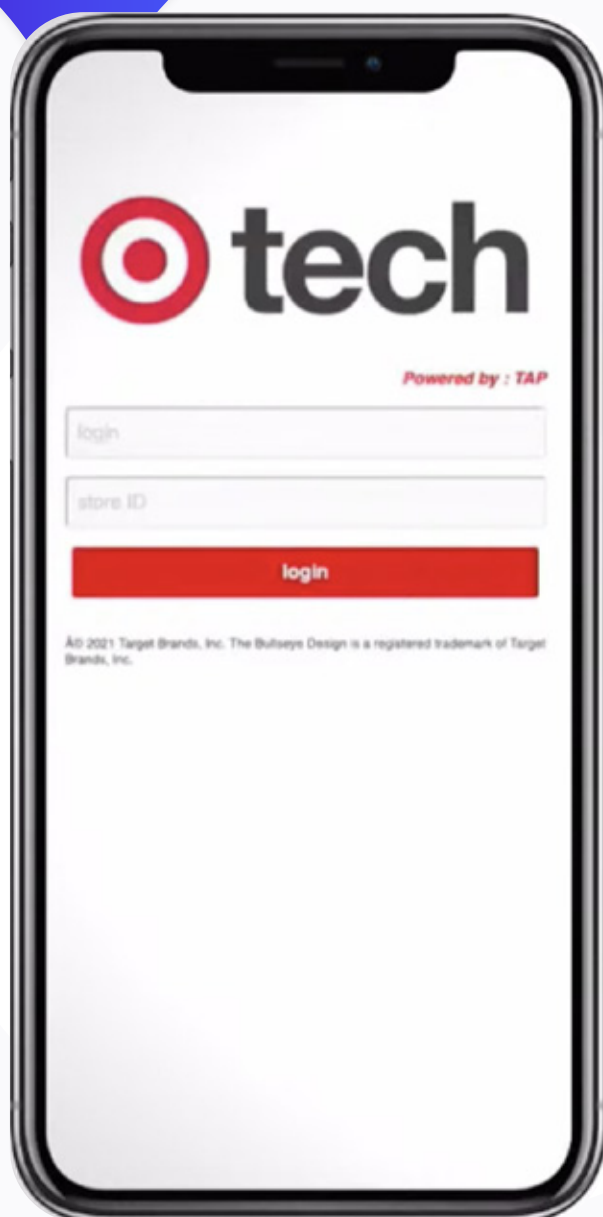 tech
Powered by : TAP
login
store ID
login
Â© 2021 Target Brands, Inc. The Bullseye Design is a registered trademark of Target
Brands, Inc.